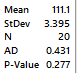 Mean 111.1
StDev 3.395
N 20
AD 0.431
P-Value 0.277